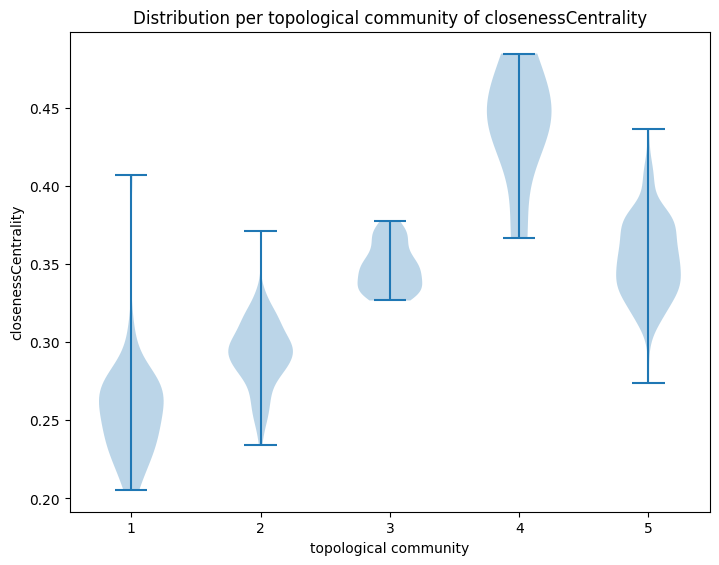 Distribution per topological community of closenessCentrality
closenessCentrality
0.45
0.40
0.35
0.30
0.25
0.20
1 2 3 4 5
topological community